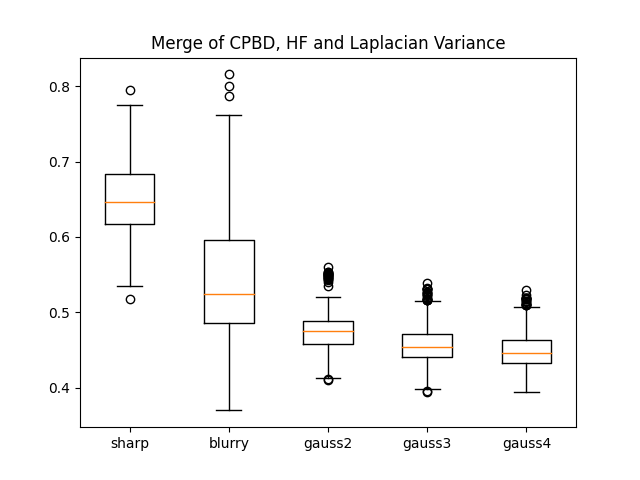 Merge of CPBD, HF and Laplacian Variance
0.8
0.7
0.6
0.5
0.4
sharp blurry gauss2 gauss3 gauss4